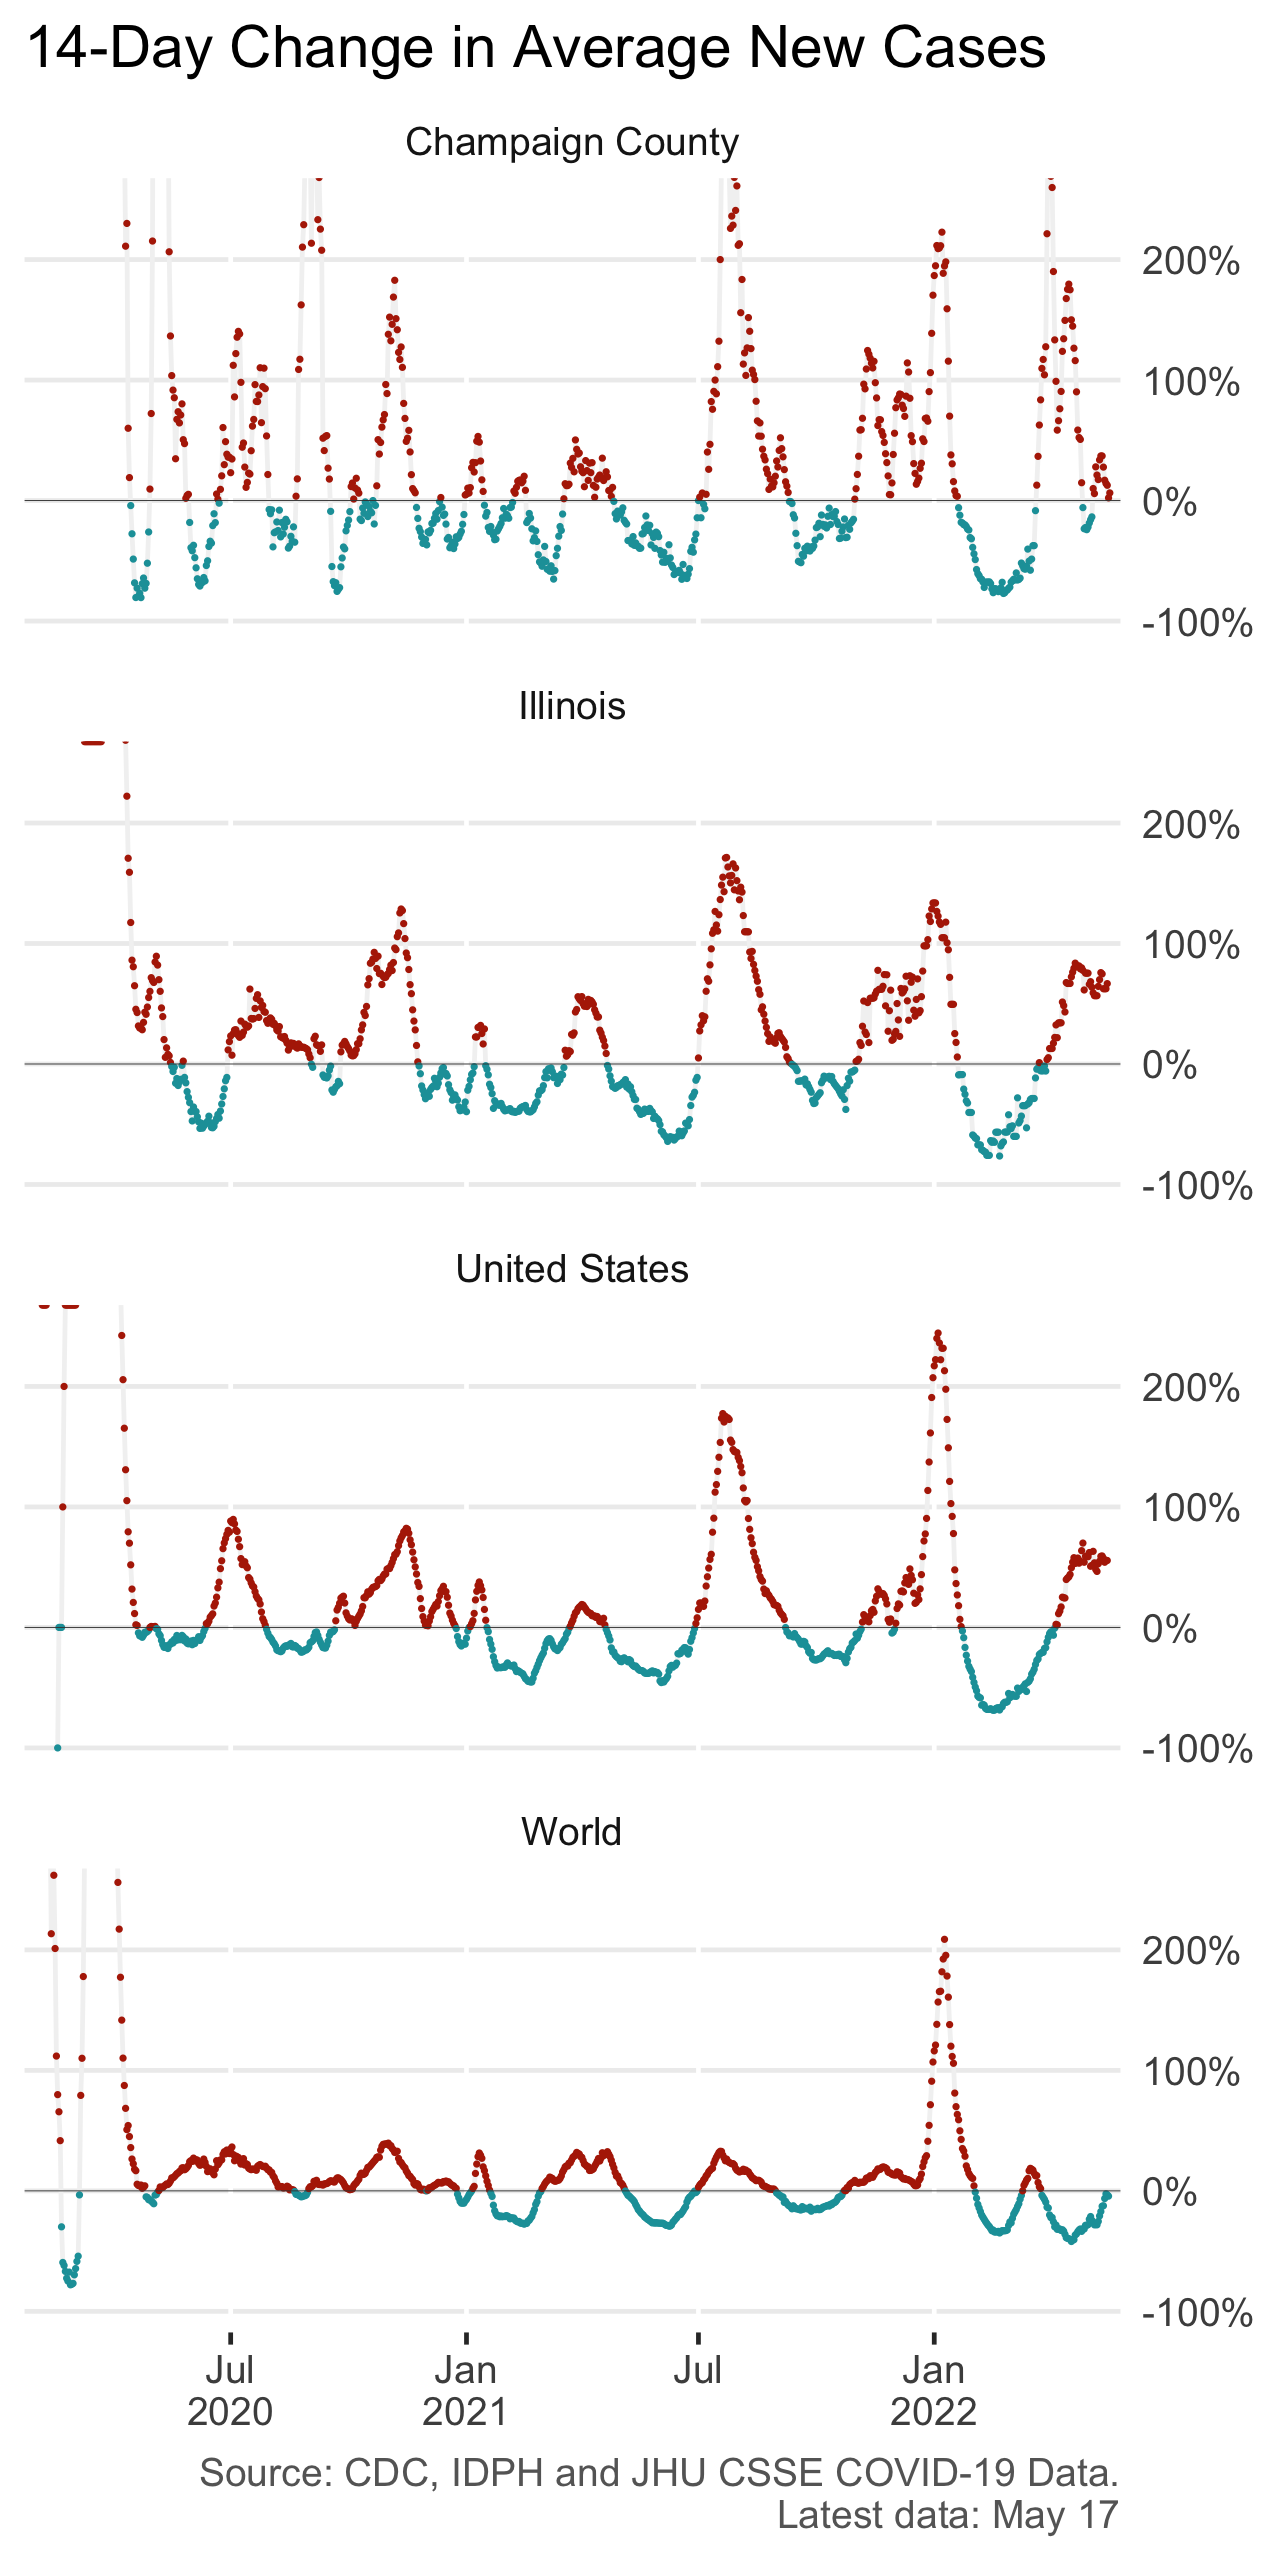 14-Day Change in Average New Cases
Champaign County
200%
100%
0%
-100%
Illinois
200%
100%
0%
-100%
United States
200%
100%
0%
-100%
World
200%
100%
0%
-100%
Jul Jan Jul Jan
2020 2021 2022
Source: CDC, IDPH and JHU CSSE COVID-19 Data.
Latest data: May 17